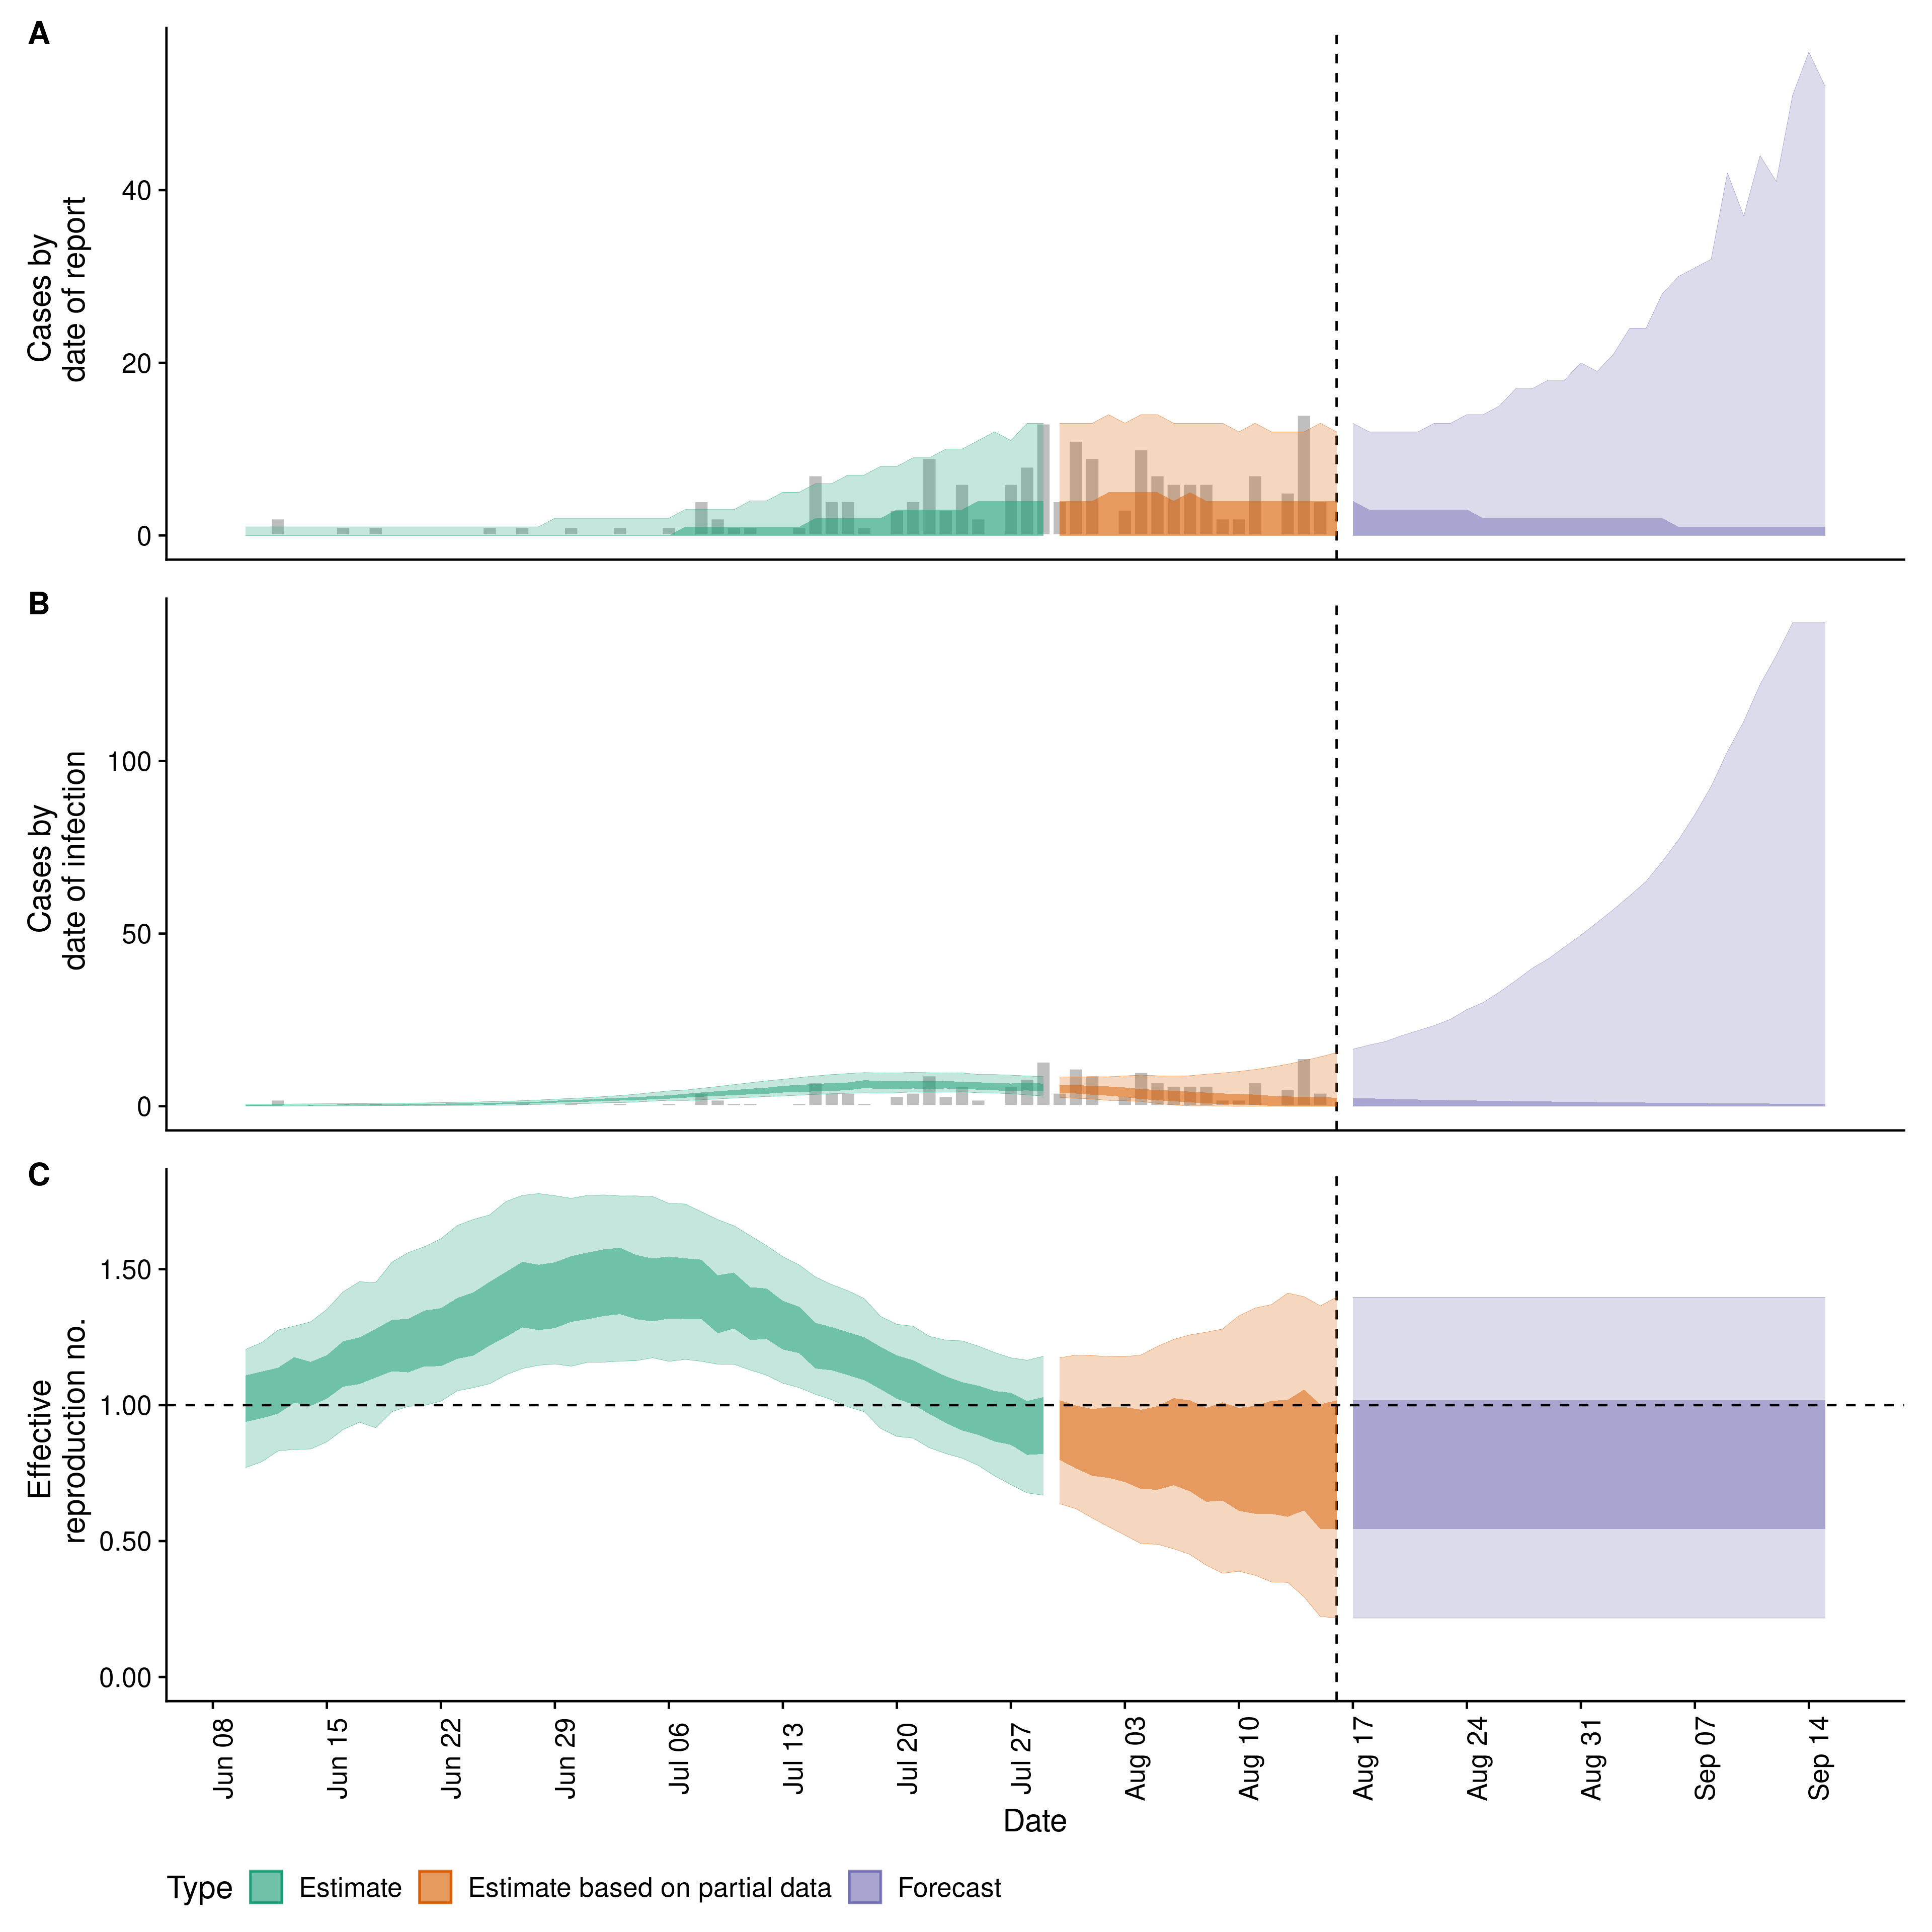 A
Cases by
date of report
40
20
0
B
Cases by
date of infection
100
50
0
C
Effective
reproduction no.
1.50
1.00
0.50
0.00
Jun 08
Jun 15
Jun 22
Jun 29
Jul 06
Jul 13
Jul 20
Jul 27
Aug 03
Aug 10
Aug 17
Aug 24
Aug 31
Sep 07
Sep 14
Date
Type Estimate Estimate based on partial data Forecast